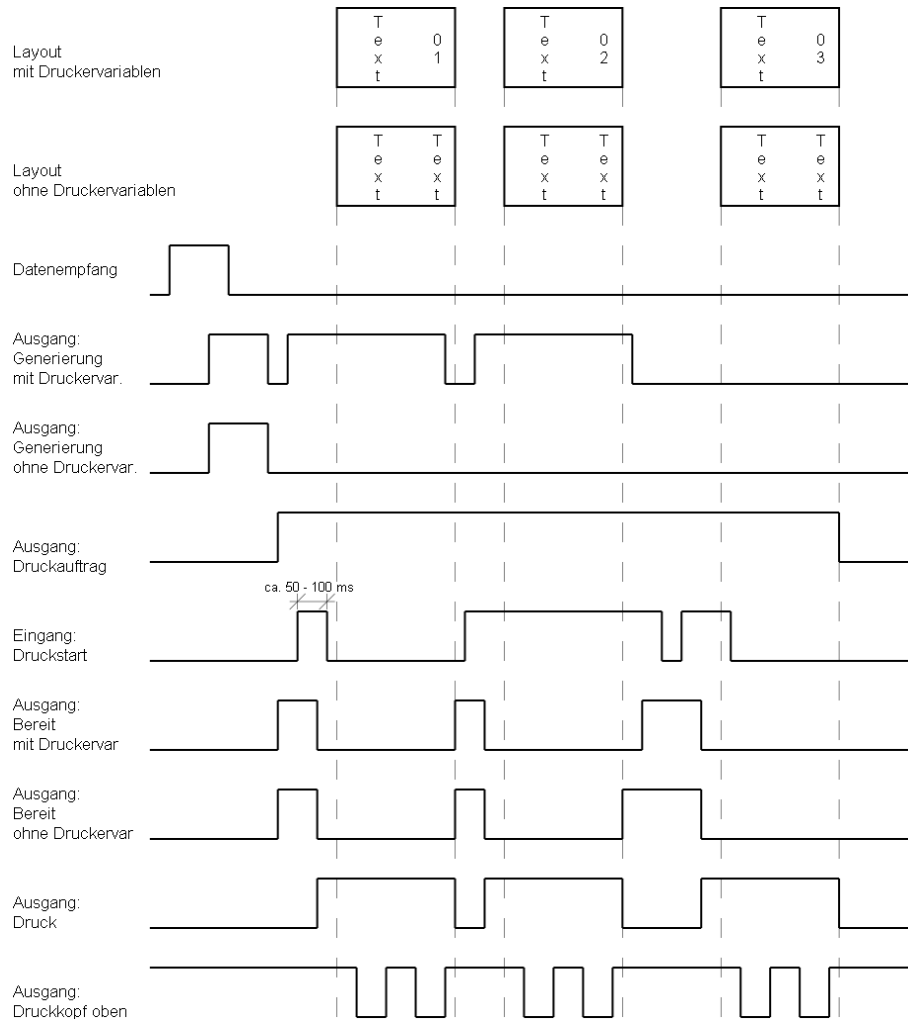 T
e
x
t
0
1
T
e
x
t
0
2
T
e
x
t
0
3
Layout
mit Druckervariablen
T
e
x
t
T
e
x
t
T
e
x
t
T
e
x
t
T
e
x
t
T
e
x
t
Layout
ohne Druckervariablen
Datenempfang
Ausgang:
Generierung
mit Druckervar.
Ausgang:
Generierung
ohne Druckervar.
Ausgang:
Druckauftrag
ca. 50 - 100 ms
Eingang:
Druckstart
Ausgang:
Bereit
mit Druckervar
Ausgang:
Bereit
ohne Druckervar
Ausgang:
Druck
Ausgang:
Druckkopf oben